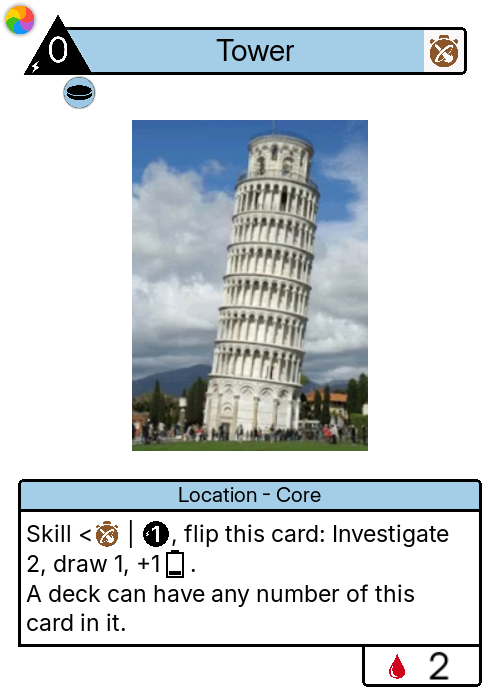 0
Tower
Location - Core
Skill < | 1, flip this card: Investigate
2, draw 1, +1 .
A deck can have any number of this
card in it.
2